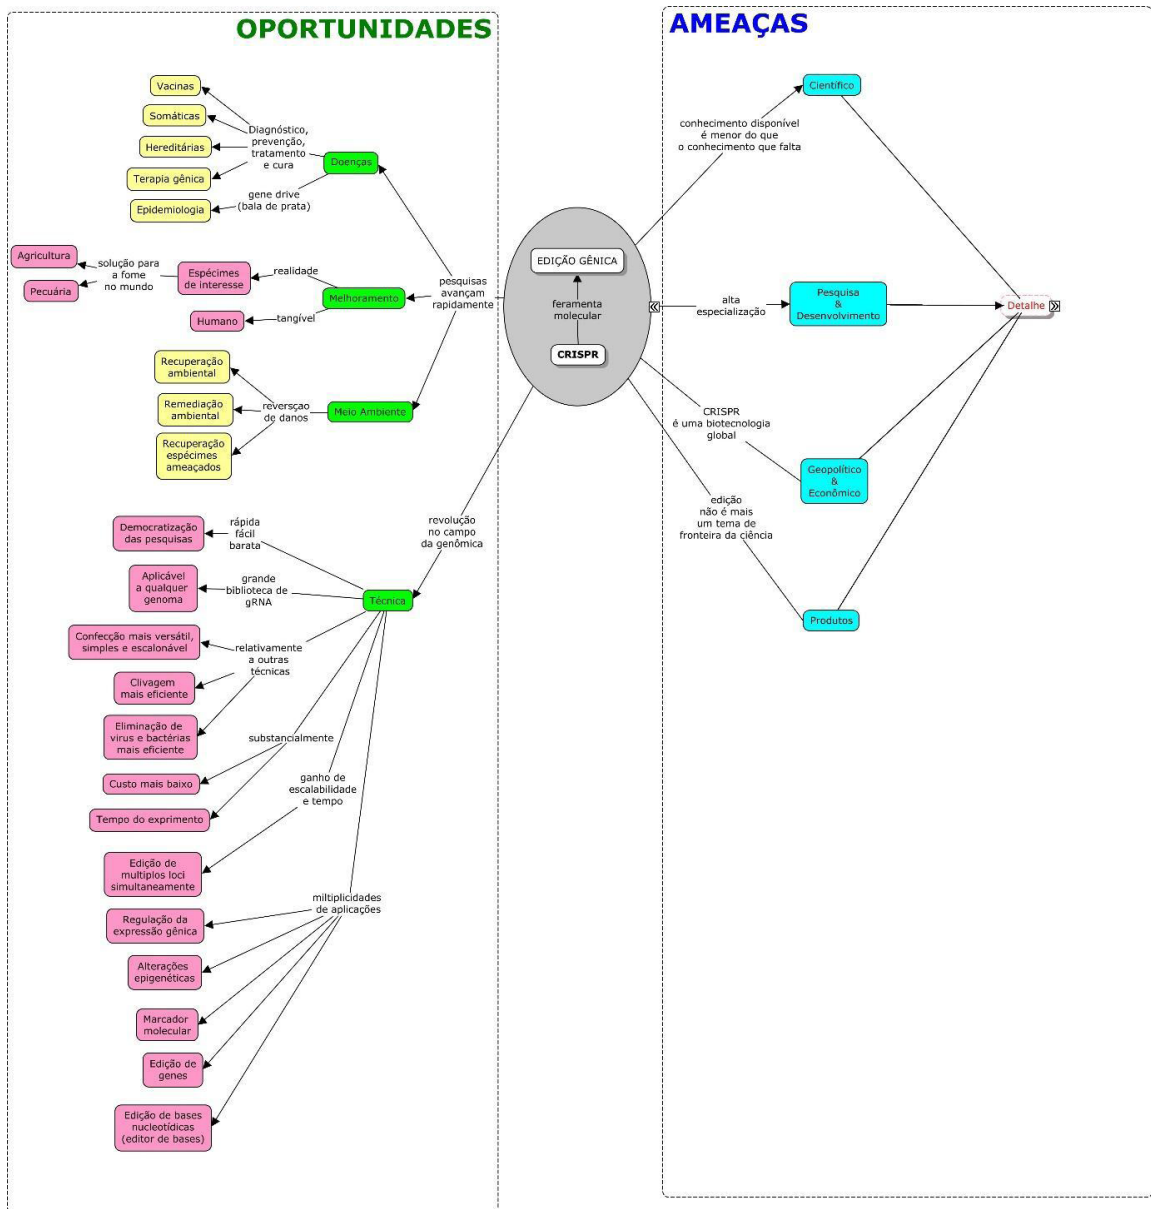 OPORTUNIDADES
Vacinas
Somáticas
Hereditárias
Terapia gênica
Epidemiologia
Diagnóstico,
prevenção,
tratamento
e cura
gene drive
(bala de prata)
Doenças
Agricultura
Pecuária
solução para
a fome
no mundo
Espécimes
de interesse
Humano
realidade
tangível
Melhoramento
pesquisas
avançam
rapidamente
Recuperação
ambiental
Remediação
ambiental
Recuperação
espécimes
ameaçados
reversçao
de danos
Meio Ambiente
EDIÇÃO GÊNICA
feramenta
molecular
CRISPR
revolução
no campo
da genômica
Democratização
das pesquisas
rápida
fácil
barata
Aplicável
a qualquer
genoma
grande
biblioteca de
gRNA
Técnica
Confecção mais versátil,
simples e escalonável
Clivagem
mais eficiente
Eliminação de
virus e bactérias
mais eficiente
relativamente
a outras
técnicas
Custo mais baixo
Tempo do exprimento
substancialmente
Edição de
multiplos loci
simultaneamente
ganho de
escalabilidade
e tempo
Regulação da
expressão gênica
Alterações
epigenéticas
Marcador
molecular
Edição de
genes
Edição de bases
nucleotídicas
(editor de bases)
miltiplicidades
de aplicações
AMEAÇAS
conhecimento disponível
é menor do que
o conhecimento que falta
Científico
alta
especialização
Pesquisa
&
Desenvolvimento
Detalhe
CRISPR
é uma biotecnologia
global
Geopolítico
&
Econômico
edição
não é mais
um tema de
fronteira da ciência
Produtos